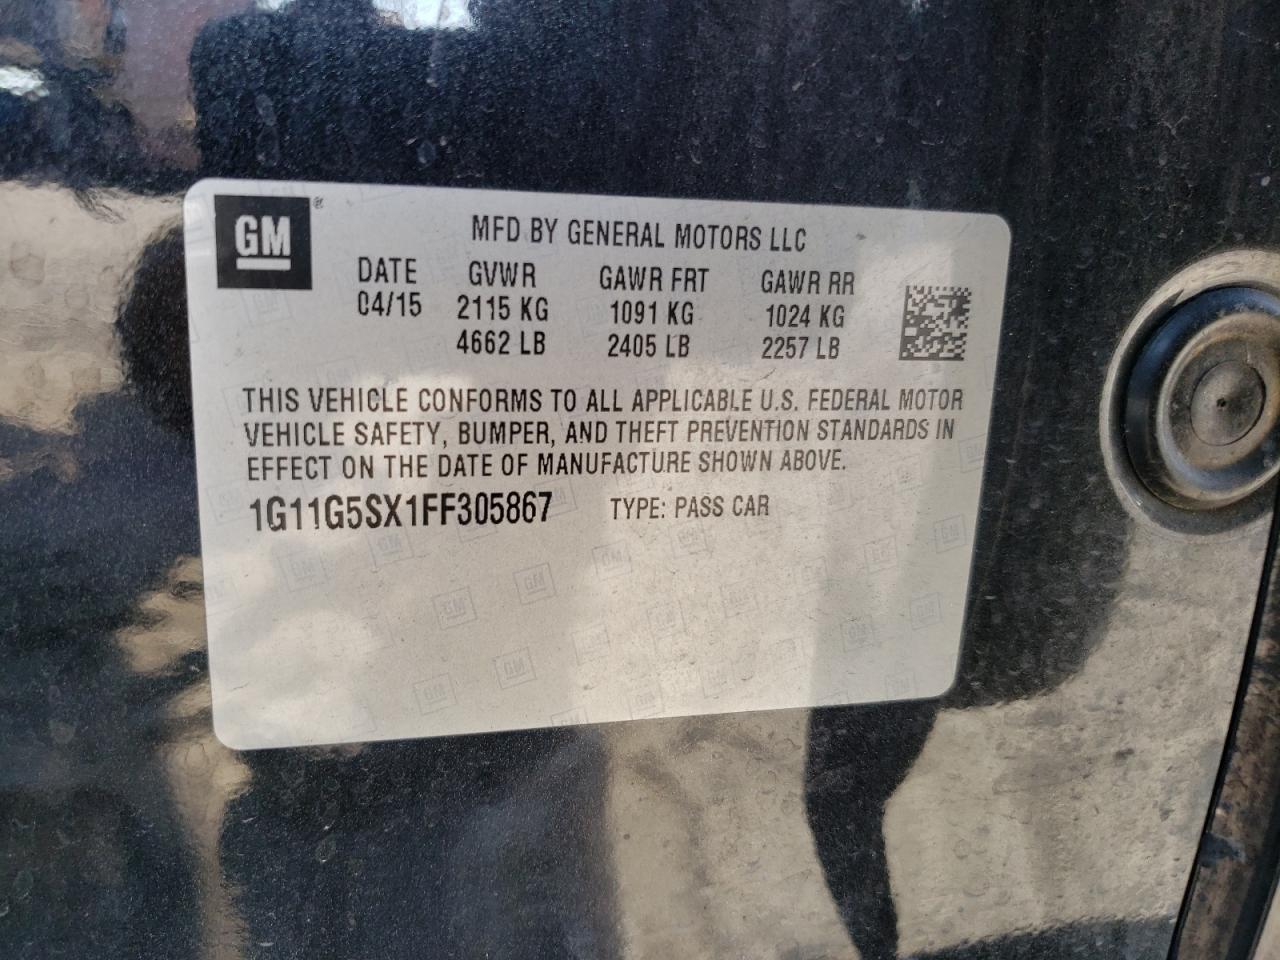 GM®
MFD BY GENERAL MOTORS LLC
DATE GVWR GAWR FRT GAWR RR
04/15 2115 KG 1091 KG 1024 KG
4662 LB 2405 LB 2257 LB
THIS VEHICLE CONFORMS TO ALL APPLICABLE U.S. FEDERAL MOTOR
VEHICLE SAFETY, BUMPER, AND THEFT PREVENTION STANDARDS IN
EFFECT ON THE DATE OF MANUFACTURE SHOWN ABOVE.
1G11G5SX1FF305867 TYPE: PASS CAR